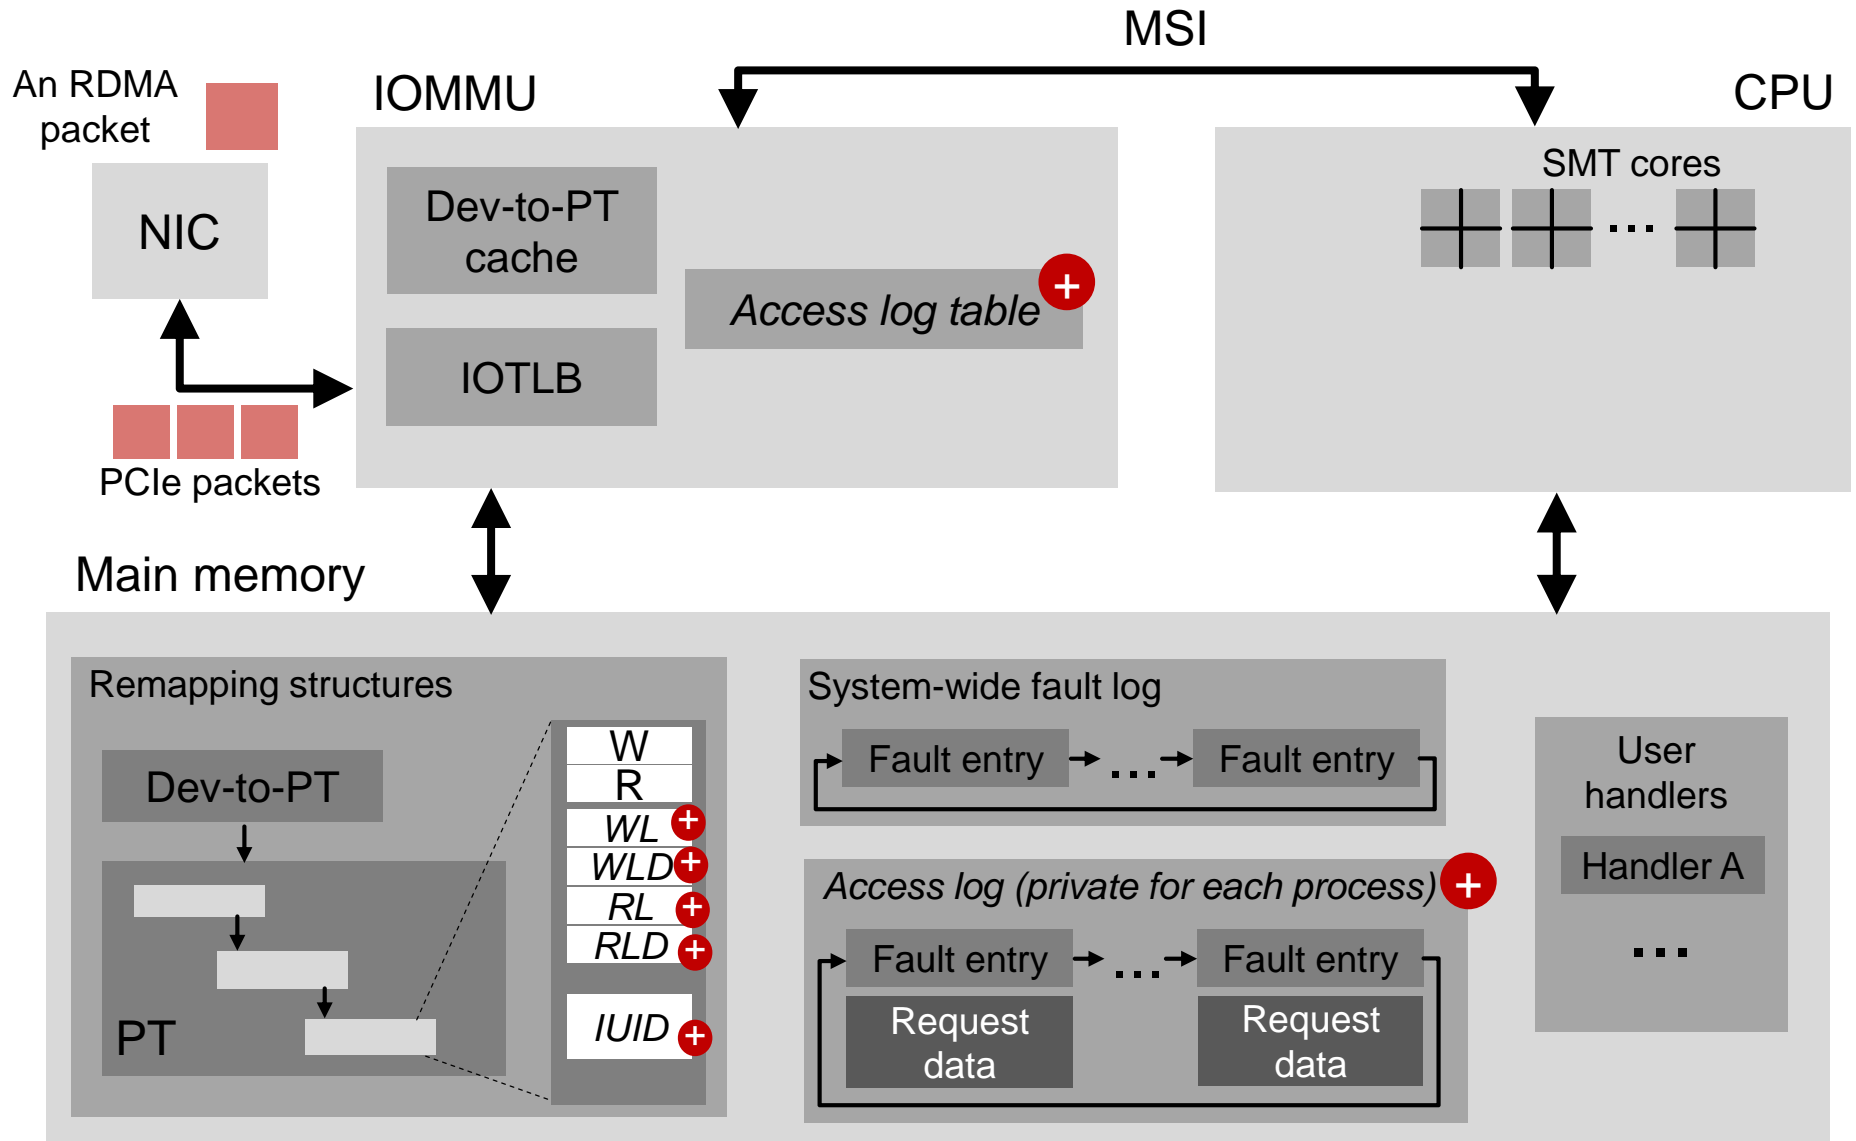 MSI
An RDMA
packet
IOMMU
CPU
NIC
Dev-to-PT
cache
IOTLB
Access log table
+
SMT cores
...
PCIe packets
Main memory
Remapping structures
Dev-to-PT
PT
W
R
WL
+
WLD
+
RL
+
RLD
+
IUID
+
System-wide fault log
Fault entry
...
Fault entry
Access log (private for each process)
+
Fault entry
...
Fault entry
Request
data
Request
data
User
handlers
Handler A
...